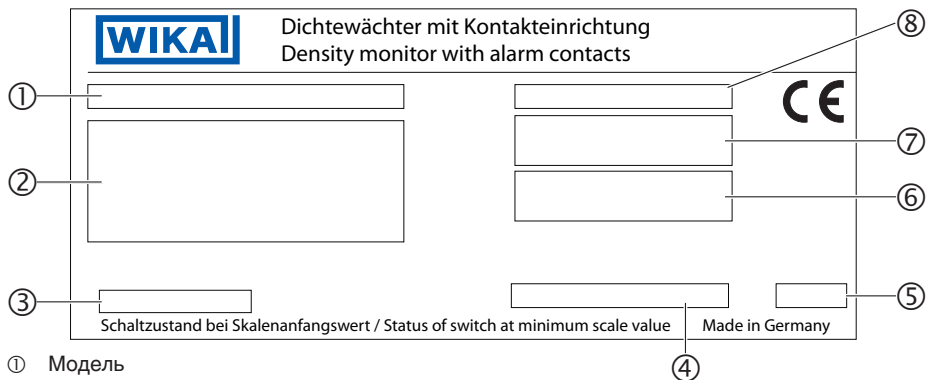 WIKA
Dichtewächter mit Kontakteinrichtung
Density monitor with alarm contacts
⑧
①
CE
⑦
②
⑥
③
⑤
Schaltzustand bei Skalenanfangswert / Status of switch at minimum scale value Made in Germany
④
① Модель